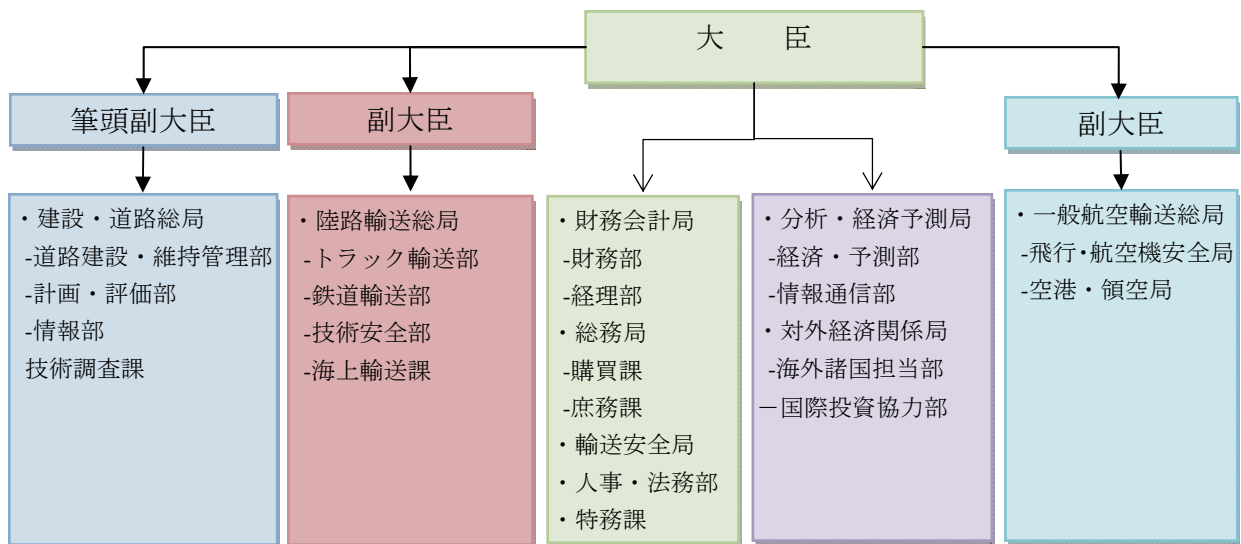 大　　臣
筆頭副大臣
副大臣
副大臣
・建設・道路総局
-道路建設・維持管理部
-計画・評価部
-情報部
技術調査課
・陸路輸送総局
-トラック輸送部
-鉄道輸送部
-技術安全部
-海上輸送課
・財務会計局
-財務部
-経理部
・総務局
-購買課
-庶務課
・輸送安全局
・人事・法務部
・特務課
・分析・経済予測局
-経済・予測部
-情報通信部
・対外経済関係局
-海外諸国担当部
－国際投資協力部
・一般航空輸送総局
-飛行・航空機安全局
-空港・領空局